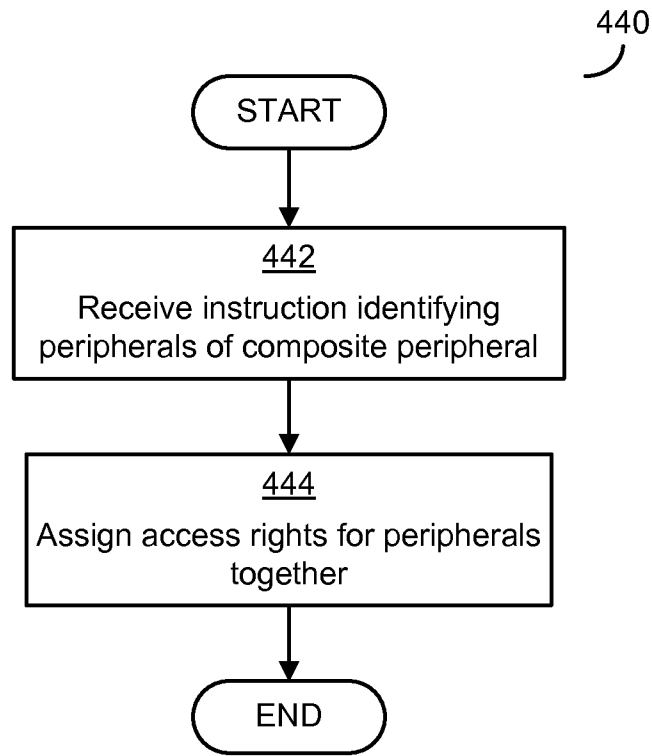 440
START
442
Receive instruction identifying
peripherals of composite peripheral
444
Assign access rights for peripherals
together
END